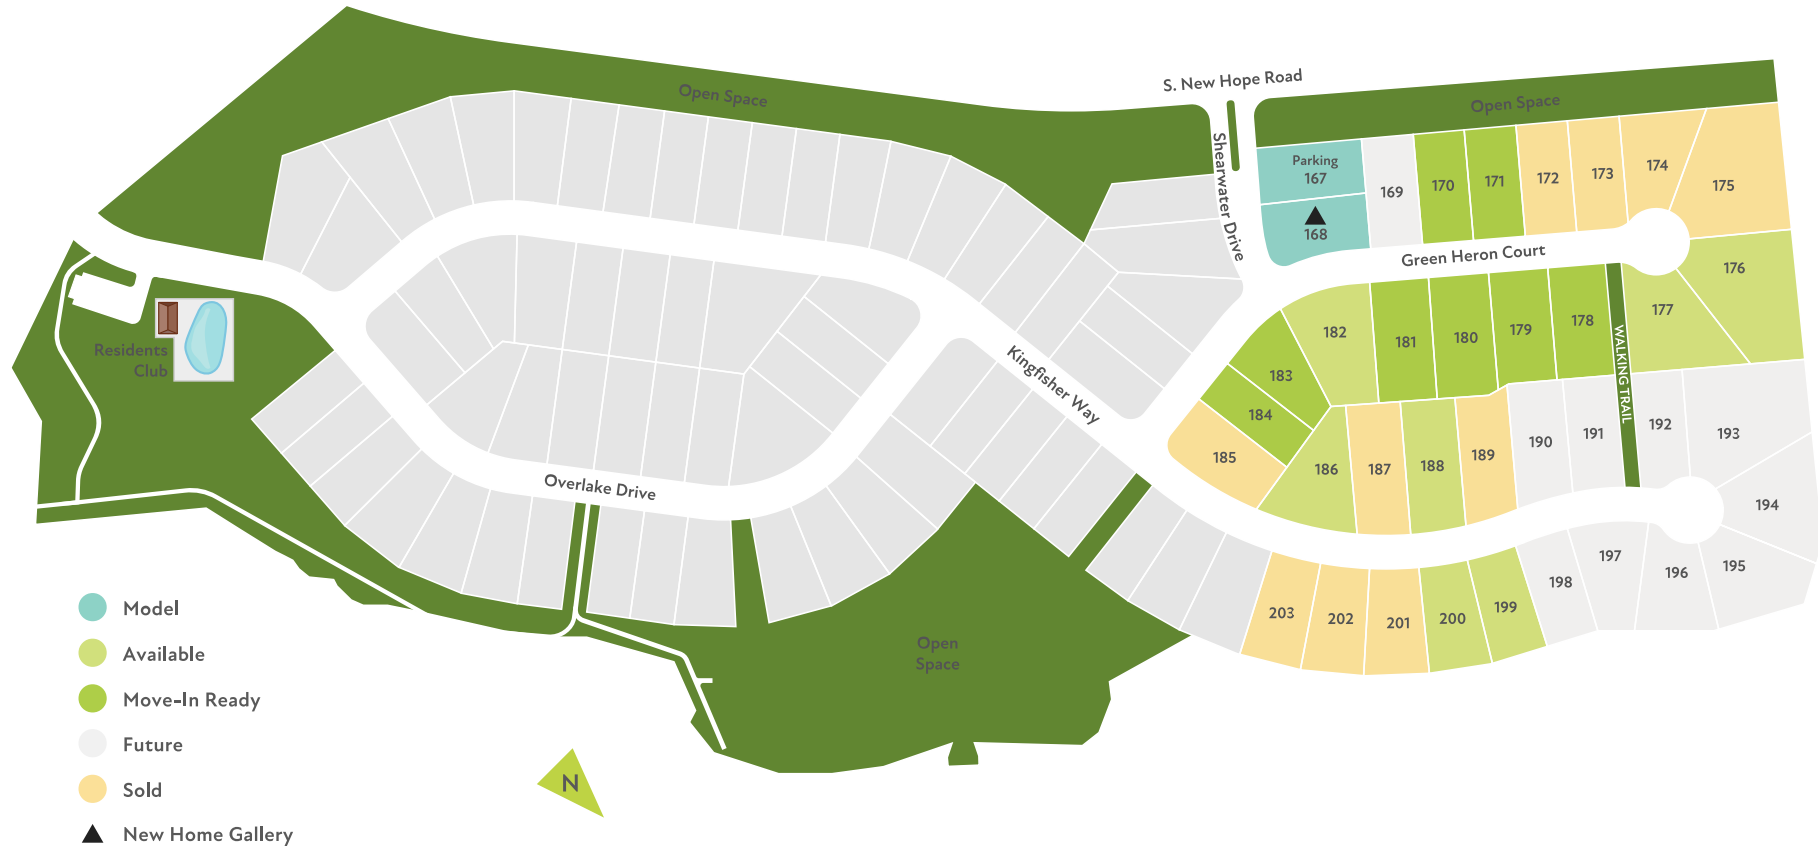 S. New Hope Road
Open Space
Open Space
Shearwater Drive
Parking
167
168
169
170
171
172
173
174
175
Green Heron Court
176
177
178
179
180
181
182
183
184
185
186
187
188
189
190
191
192
193
194
195
196
197
198
199
200
201
202
203
WALKING TRAIL
Kingfisher Way
Residents
Club
Overlake Drive
Open
Space
Model
Available
Move-In Ready
Future
Sold
New Home Gallery
N